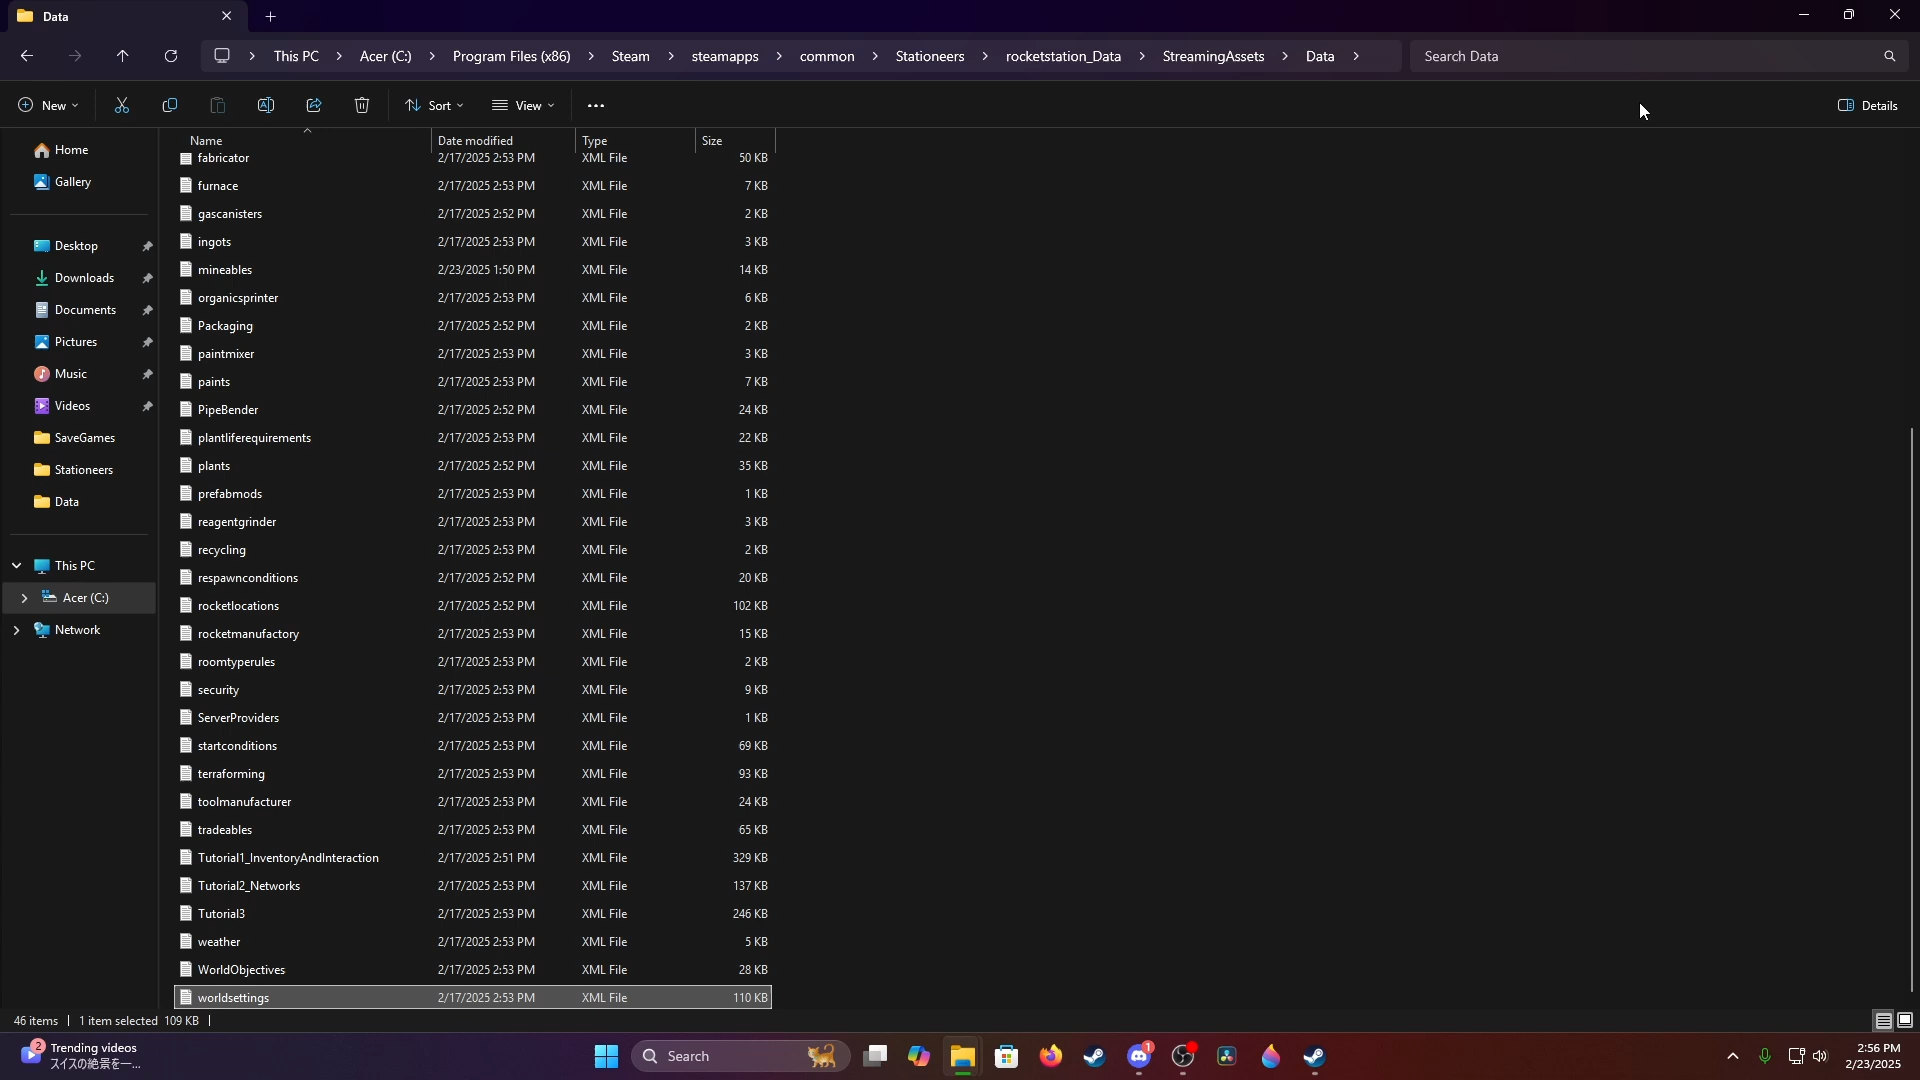 Data
This PC > Acer (C:) > Program Files (x86) > Steam > steamapps > common > Stationeers > rocketstation_Data > StreamingAssets > Data >
Search Data
New
Sort
View
Details
Home
Gallery
Desktop
Downloads
Documents
Pictures
Music
Videos
SaveGames
Stationeers
Data
This PC
Acer (C:)
Network
Name Date modified Type Size
fabricator 2/17/2025 2:53 PM XML File 50 KB
furnace 2/17/2025 2:53 PM XML File 7 KB
gascanisters 2/17/2025 2:52 PM XML File 2 KB
ingots 2/17/2025 2:53 PM XML File 3 KB
mineables 2/23/2025 1:50 PM XML File 14 KB
organicsprinter 2/17/2025 2:53 PM XML File 6 KB
Packaging 2/17/2025 2:52 PM XML File 2 KB
paintmixer 2/17/2025 2:53 PM XML File 3 KB
paints 2/17/2025 2:53 PM XML File 7 KB
PipeBender 2/17/2025 2:52 PM XML File 24 KB
plantliferequirements 2/17/2025 2:53 PM XML File 22 KB
plants 2/17/2025 2:52 PM XML File 35 KB
prefabmods 2/17/2025 2:53 PM XML File 1 KB
reagentgrinder 2/17/2025 2:53 PM XML File 3 KB
recycling 2/17/2025 2:53 PM XML File 2 KB
respawnconditions 2/17/2025 2:52 PM XML File 20 KB
rocketlocations 2/17/2025 2:52 PM XML File 102 KB
rocketmanufactory 2/17/2025 2:53 PM XML File 15 KB
roomtyperules 2/17/2025 2:53 PM XML File 2 KB
security 2/17/2025 2:53 PM XML File 9 KB
ServerProviders 2/17/2025 2:53 PM XML File 1 KB
startconditions 2/17/2025 2:53 PM XML File 69 KB
terraforming 2/17/2025 2:53 PM XML File 93 KB
toolmanufacturer 2/17/2025 2:53 PM XML File 24 KB
tradeables 2/17/2025 2:53 PM XML File 65 KB
Tutorial1_InventoryAndInteraction 2/17/2025 2:51 PM XML File 329 KB
Tutorial2_Networks 2/17/2025 2:53 PM XML File 137 KB
Tutorial3 2/17/2025 2:53 PM XML File 246 KB
weather 2/17/2025 2:53 PM XML File 5 KB
WorldObjectives 2/17/2025 2:53 PM XML File 28 KB
worldsettings 2/17/2025 2:53 PM XML File 110 KB
46 items | 1 item selected 109 KB |
2
Trending videos
スイスの絶景を一...
Search
1
2:56 PM
2/23/2025